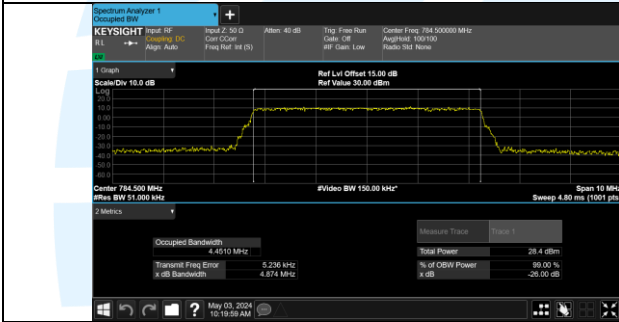 Spectrum Analyzer 1
Occupied BW
+
KEYSIGHT Input: RF Input Z: 50 Ω Atten: 40 dB Trig: Free Run Center Freq: 784.500000 MHz
RL Coupling: DC Corr CCorr Gate: Off Avg|Hold: 100/100
Align: Auto Freq Ref: Int (S) #IF Gain: Low Radio Std: None
1 Graph
Ref Lvl Offset 15.00 dB
Scale/Div 10.0 dB Ref Value 30.00 dBm
Log
20.0
10.0
0.00
-10.0
-20.0
-30.0
-40.0
-50.0
-60.0
Center 784.500 MHz #Video BW 150.00 kHz* Span 10 MHz
#Res BW 51.000 kHz Sweep 4.80 ms (1001 pts
2 Metrics
Measure Trace Trace 1
Occupied Bandwidth
4.4510 MHz Total Power 28.4 dBm
Transmit Freq Error 5.236 kHz % of OBW Power 99.00 %
x dB Bandwidth 4.874 MHz x dB -26.00 dB
? May 03, 2024
10:19:59 AM